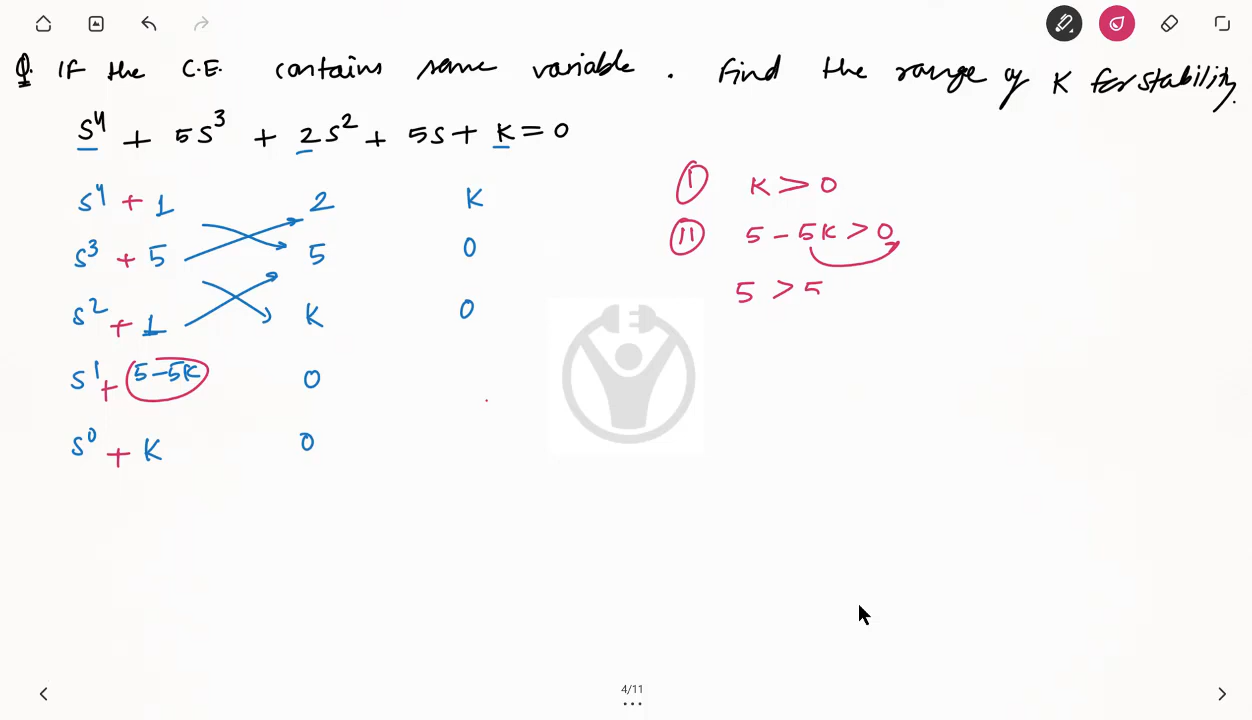 Q. If the C.E. contains same variable. Find the range of K for stability.
S⁴ + 5S³ + 2S² + 5S + K = 0
S⁴ + 1 2 K
S³ + 5 5 0
S² + 1 K 0
S¹ + 5-5K 0
S⁰ + K 0
I K > 0
II 5 - 5K > 0
5 > 5
4/11